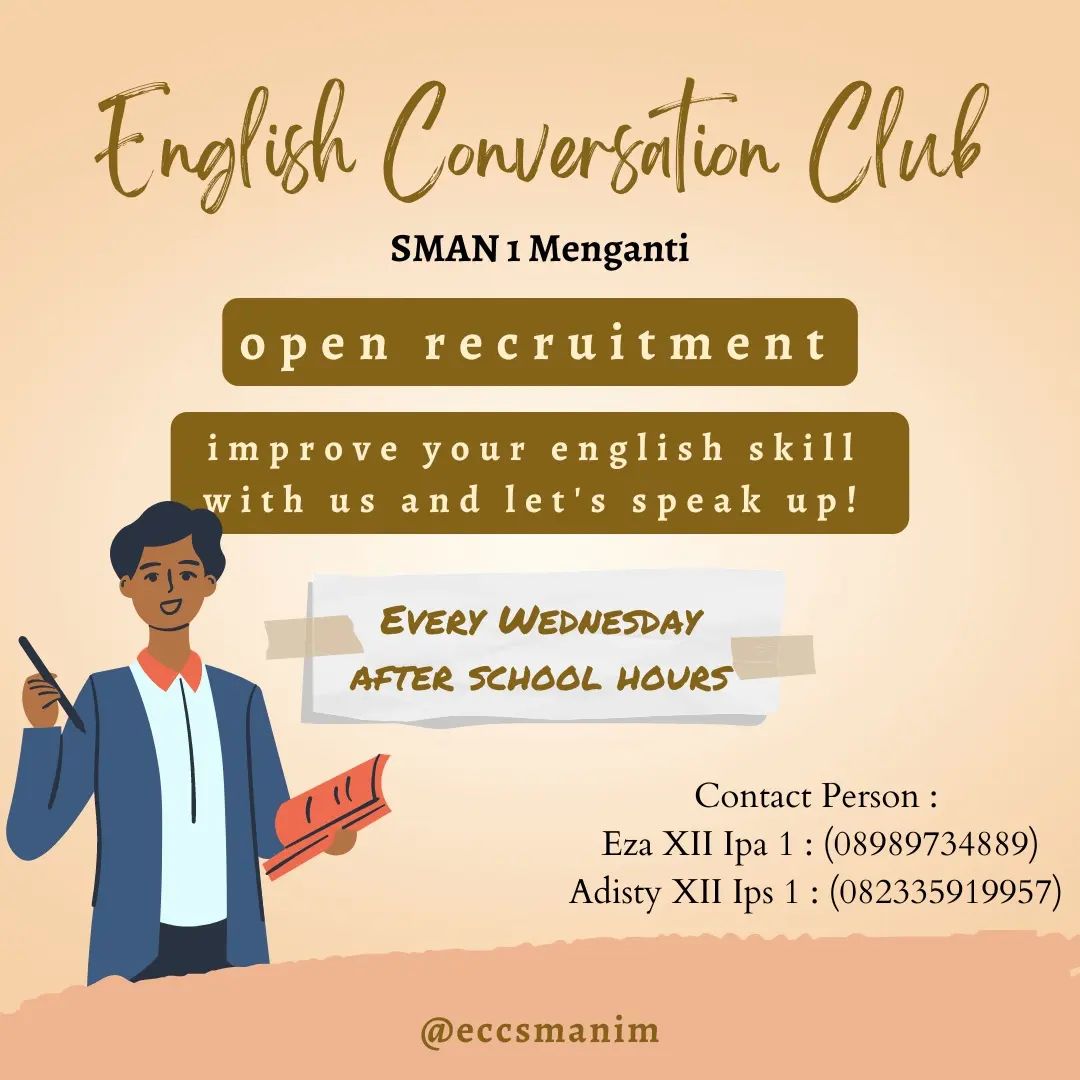 English Conversation Club
SMAN 1 Menganti
open recruitment
improve your english skill
with us and let's speak up!
EVERY WEDNESDAY
AFTER SCHOOL HOURS
Contact Person :
Eza XII Ipa 1 : (08989734889)
Adisty XII Ips 1 : (082335919957)
@eccsmanim